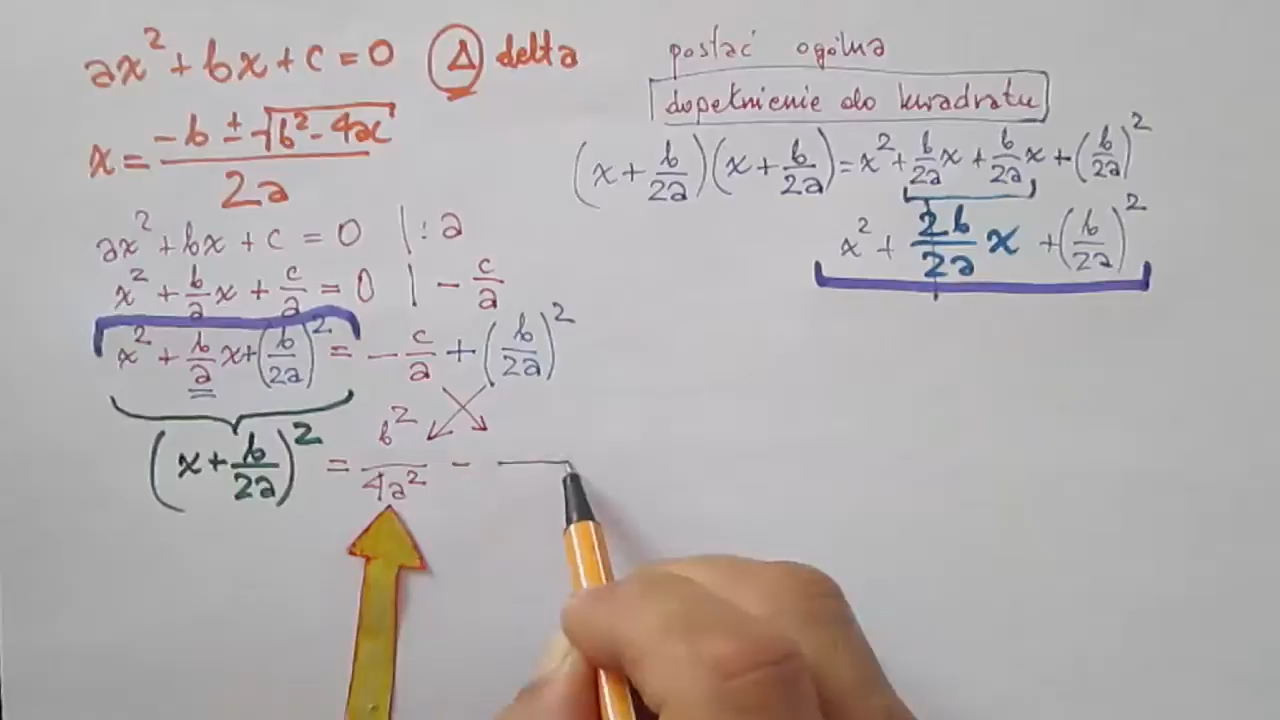 ax² + bx + c = 0 Δ delta
x = (-b ± √(b² - 4ac)) / 2a
ax² + bx + c = 0 | : a
x² + b/a x + c/a = 0 | - c/a
x² + b/a x + (b/2a)² = - c/a + (b/2a)²
(x + b/2a)² = b²/4a² -
postać ogólna
dopełnienie do kwadratu
(x + b/2a)(x + b/2a) = x² + b/2a x + b/2a x + (b/2a)²
x² + 2b/2a x + (b/2a)²